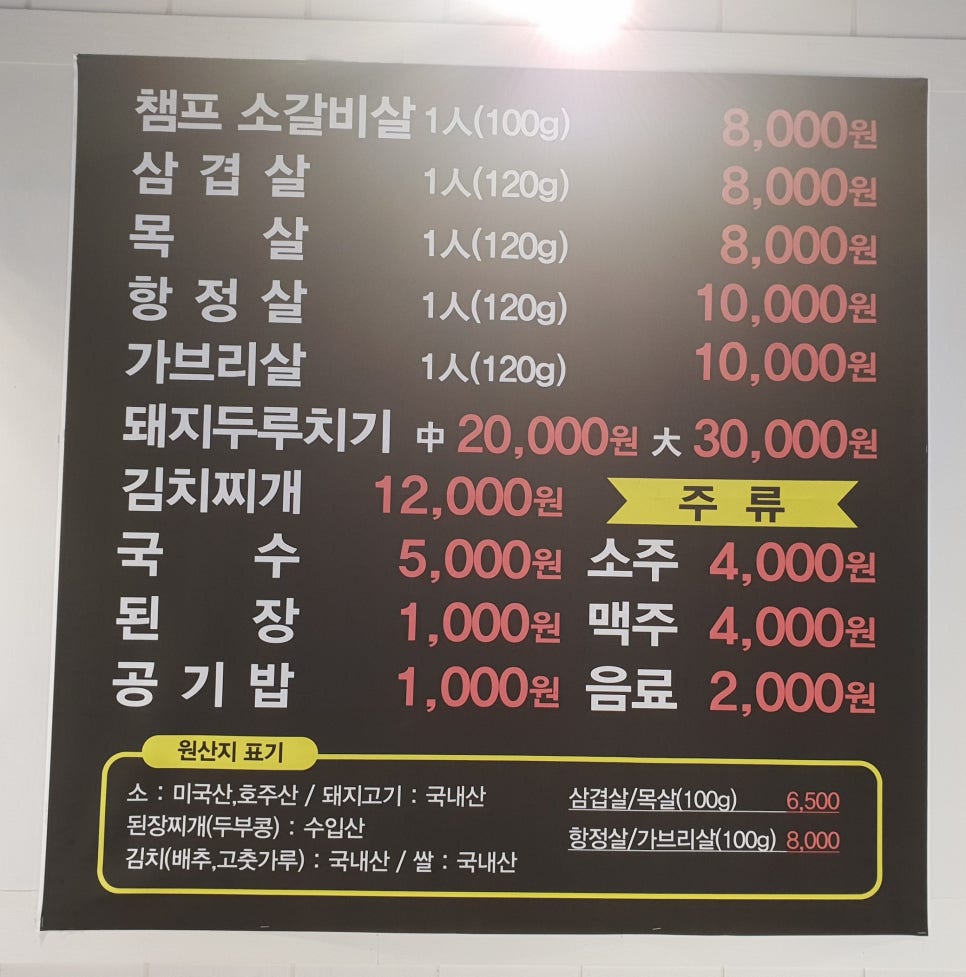 챔프 소갈비살 1人(100g) 8,000원
삼겹살 1人(120g) 8,000원
목살 1人(120g) 8,000원
항정살 1人(120g) 10,000원
가브리살 1人(120g) 10,000원
돼지두루치기 中 20,000원 大 30,000원
김치찌개 12,000원 주류
국수 5,000원 소주 4,000원
된장 1,000원 맥주 4,000원
공기밥 1,000원 음료 2,000원
원산지 표기
소 : 미국산,호주산 / 돼지고기 : 국내산 삼겹살/목살(100g) 6,500
된장찌개(두부콩) : 수입산
항정살/가브리살(100g) 8,000
김치(배추,고춧가루) : 국내산 / 쌀 : 국내산